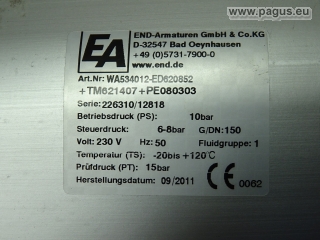 www.pagus.eu
EA
END-Armaturen GmbH & Co.KG
D-32547 Bad Oeynhausen
+49 (0)5731-7900-0
www.end.de
Art.Nr: WA534012-ED620852
+TM621407+PE080303
Serie: 226310/12818
Betriebsdruck (PS): 10bar
Steuerdruck: 6-8bar G/DN: 150
Volt: 230 V Hz: 50 Fluidgruppe: 1
Temperatur (TS): -20bis +120°C
Prüfdruck (PT): 15bar
Herstellungsdatum: 09/2011 CE 0062